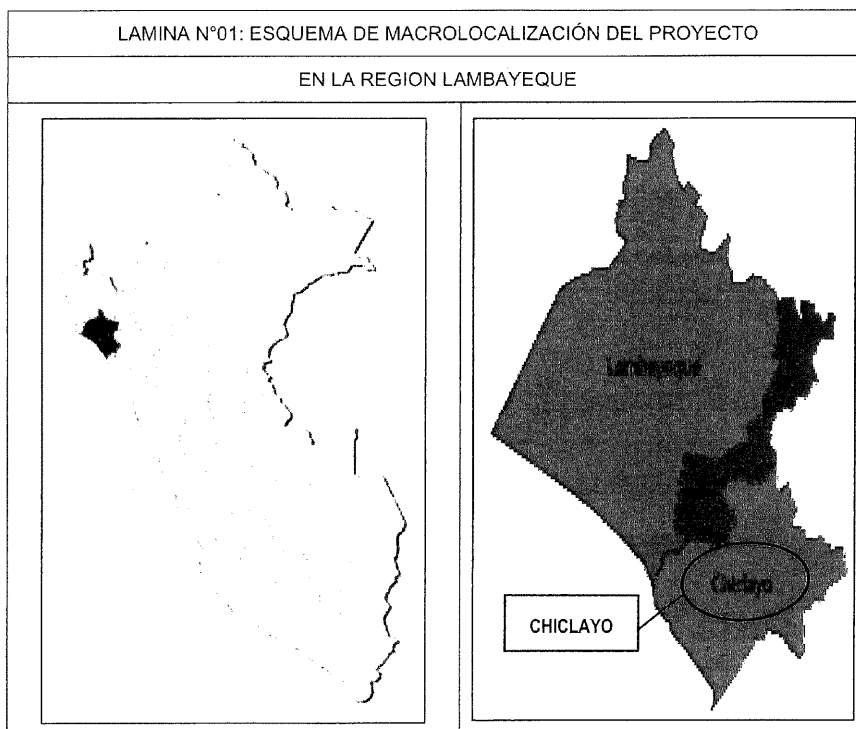 LAMINA N°01: ESQUEMA DE MACROLOCALIZACIÓN DEL PROYECTO
EN LA REGION LAMBAYEQUE
Lambayeque
Chiclayo
CHICLAYO